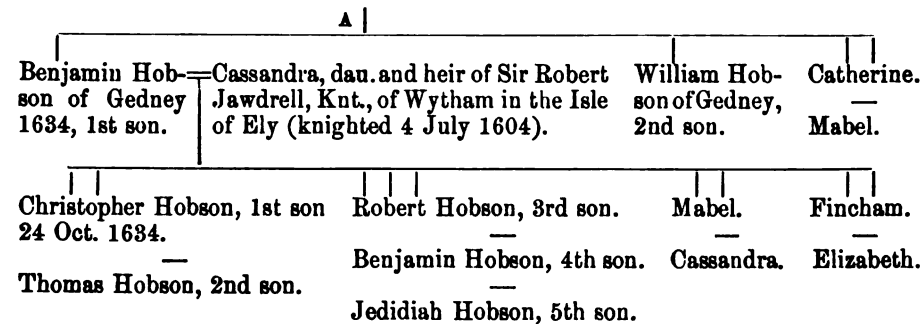 A
Benjamin Hob-=Cassandra, dau. and heir of Sir Robert
son of Gedney Jawdrell, Knt., of Wytham in the Isle
1634, 1st son. of Ely (knighted 4 July 1604).
William Hob-
son of Gedney,
2nd son.
Catherine.
—
Mabel.
Christopher Hobson, 1st son
24 Oct. 1634.
—
Thomas Hobson, 2nd son.
Robert Hobson, 3rd son.
—
Benjamin Hobson, 4th son.
—
Jedidiah Hobson, 5th son.
Mabel.
—
Cassandra.
Fincham.
—
Elizabeth.